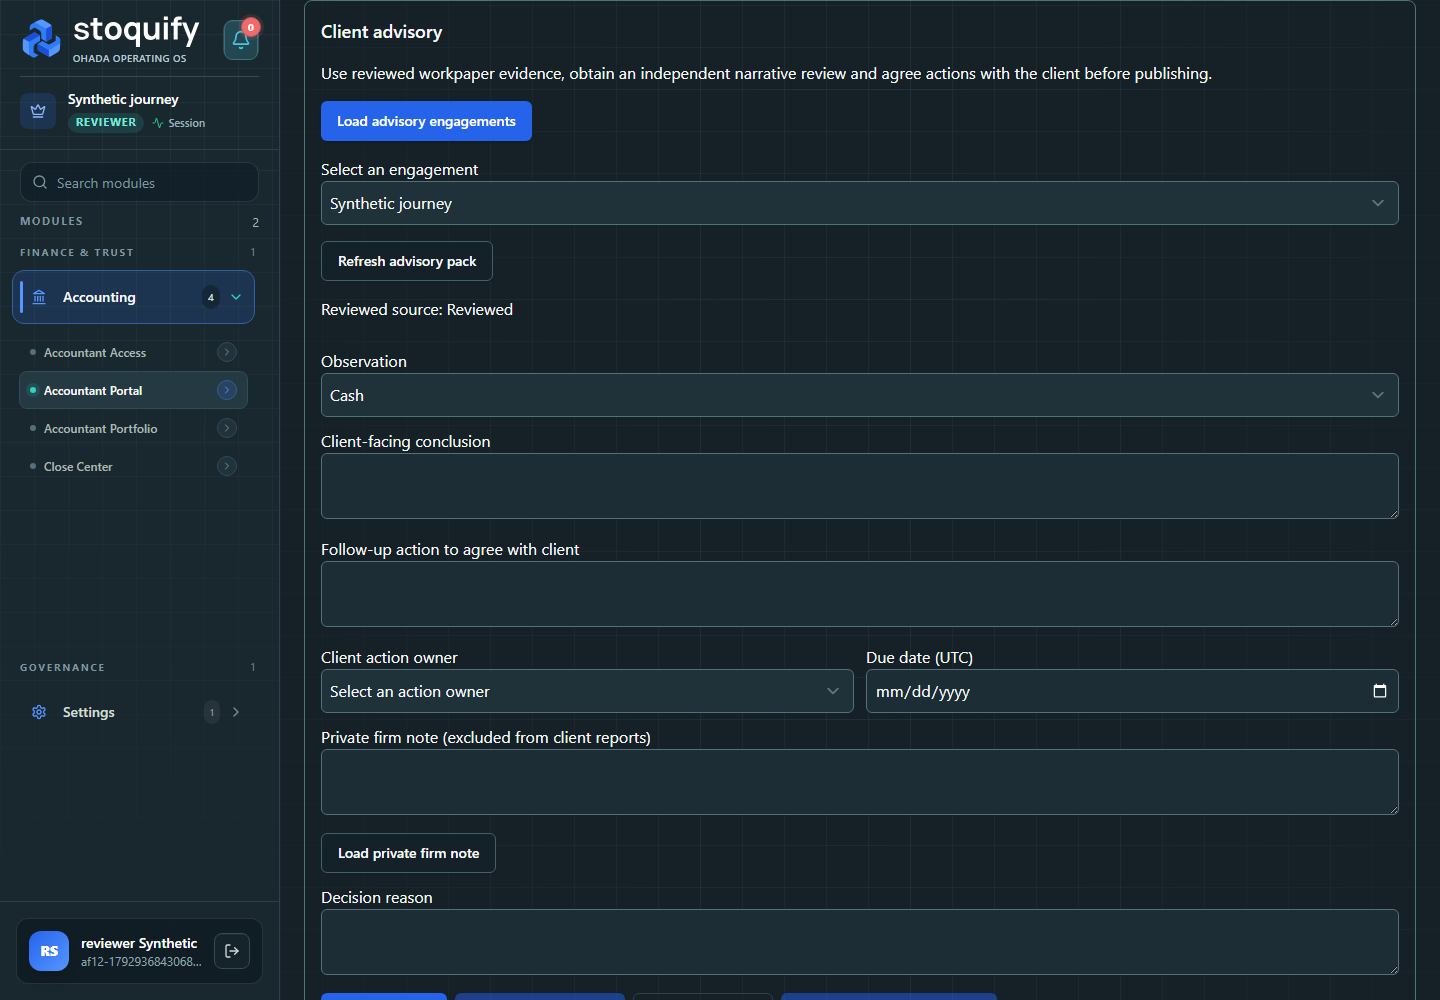 stoquify
OHADA OPERATING OS
0
Synthetic journey
REVIEWER
Session
Search modules
MODULES
2
FINANCE & TRUST
1
Accounting
4
Accountant Access
Accountant Portal
Accountant Portfolio
Close Center
GOVERNANCE
1
Settings
1
RS
reviewer Synthetic
af12-1792936843068...
Client advisory
Use reviewed workpaper evidence, obtain an independent narrative review and agree actions with the client before publishing.
Load advisory engagements
Select an engagement
Synthetic journey
Refresh advisory pack
Reviewed source: Reviewed
Observation
Cash
Client-facing conclusion
Follow-up action to agree with client
Client action owner
Due date (UTC)
Select an action owner
mm/dd/yyyy
Private firm note (excluded from client reports)
Load private firm note
Decision reason